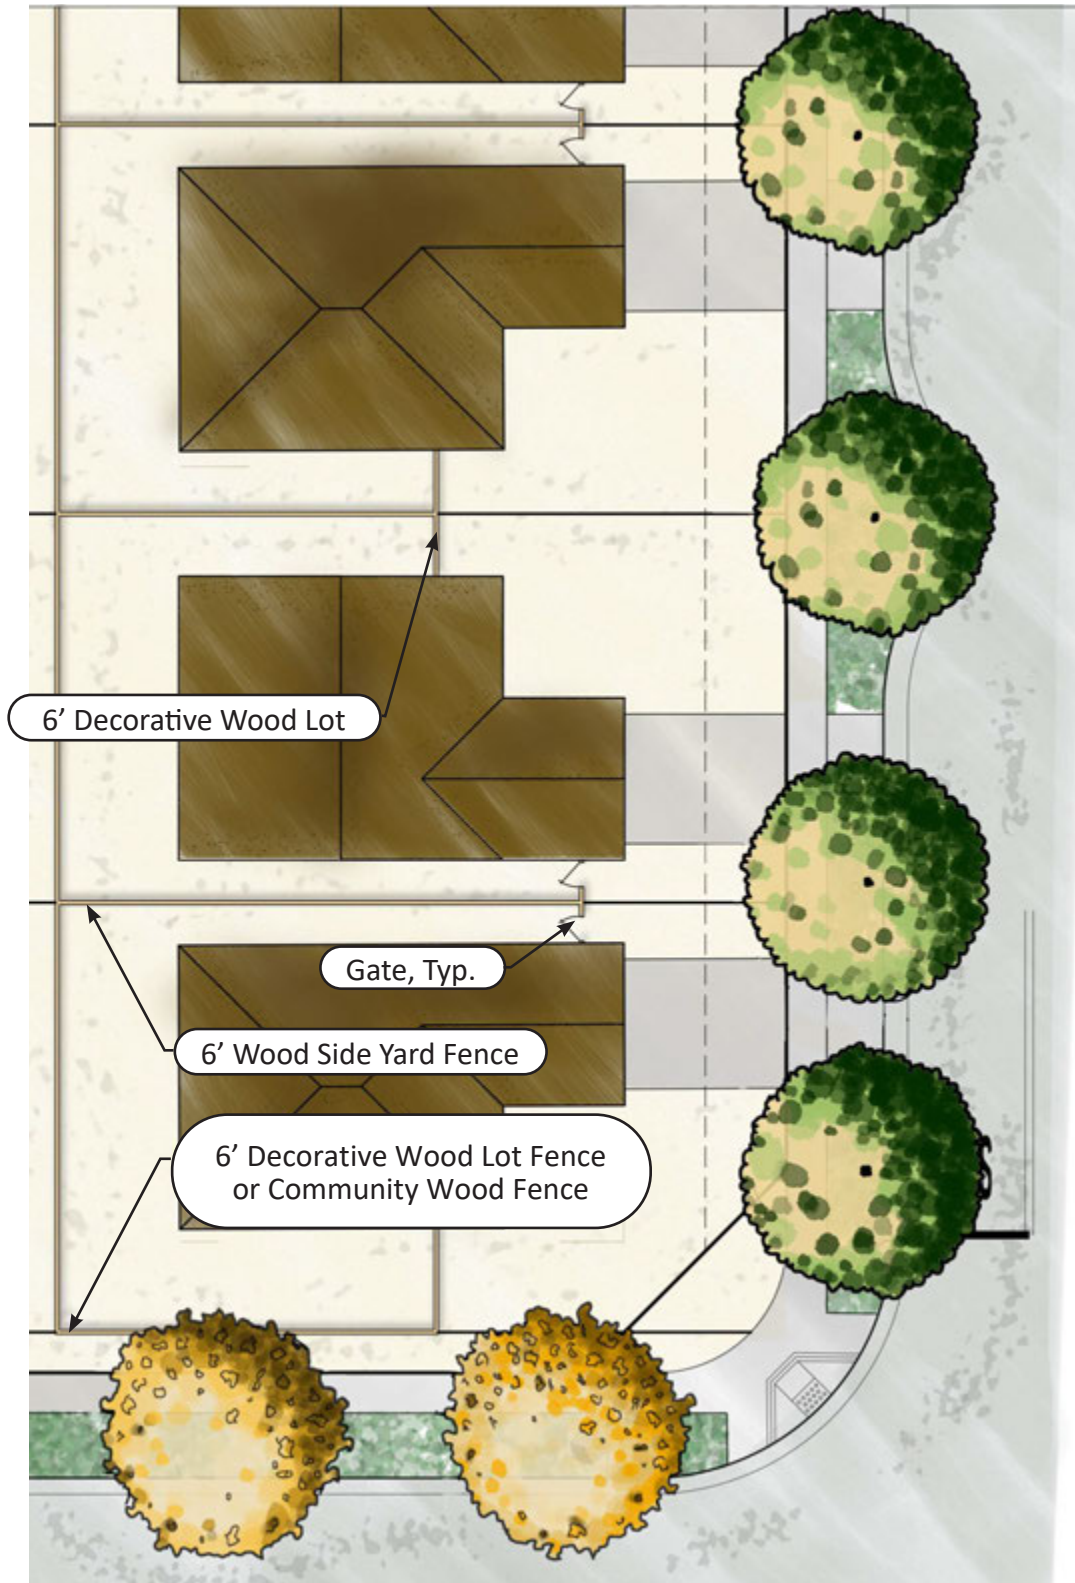 6’ Decorative Wood Lot
Gate, Typ.
6’ Wood Side Yard Fence
6’ Decorative Wood Lot Fence
or Community Wood Fence